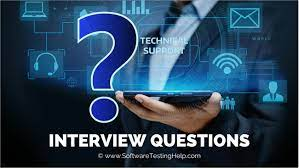 TECHNICAL
SUPPORT
?
INTERVIEW QUESTIONS
© www.SoftwareTestingHelp.com